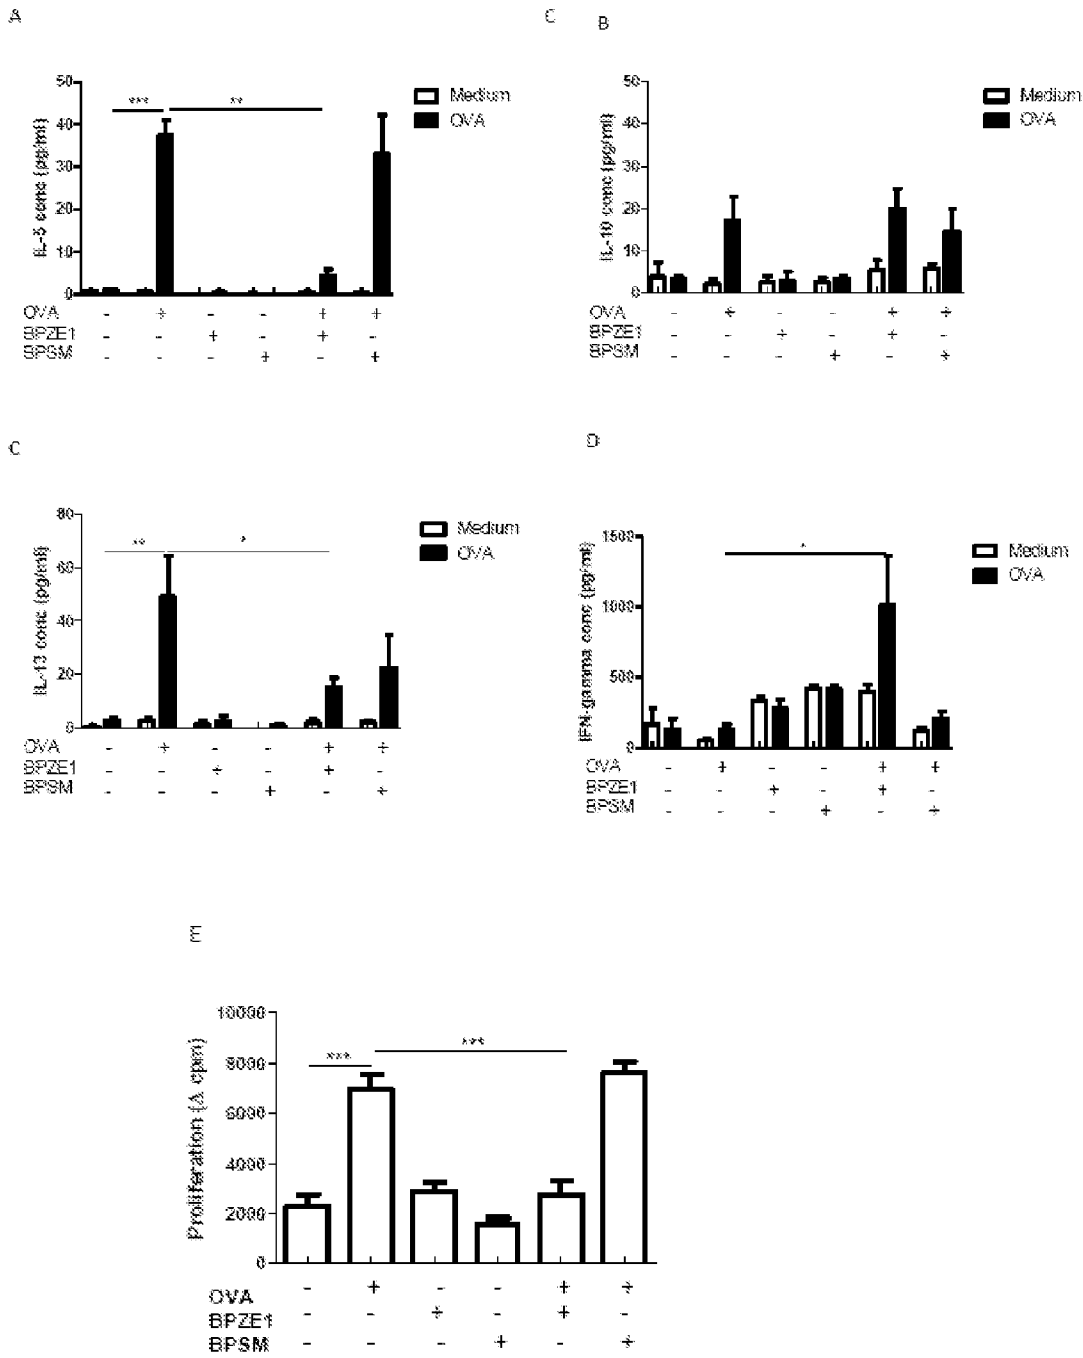 A
C B
50
40
30
20
10
0
IL-5 conc (pg/ml)
*** **
Medium
OVA
OVA - + - - + +
BPZE1 - - + - + -
BPSM - - - + - +
50
40
30
20
10
0
IL-10 conc (pg/ml)
Medium
OVA
OVA - + - - + +
BPZE1 - - + - + -
BPSM - - - + - +
C
80
60
40
20
0
IL-13 conc (pg/ml)
** *
Medium
OVA
OVA - + - - + +
BPZE1 - - + - + -
BPSM - - - + - +
D
1500
1000
500
0
IFN-gamma conc (pg/ml)
*
Medium
OVA
OVA - + - - + +
BPZE1 - - + - + -
BPSM - - - + - +
E
10000
8000
6000
4000
2000
0
Proliferation (Δ cpm)
*** ***
OVA - + - - + +
BPZE1 - - + - + -
BPSM - - - + - +